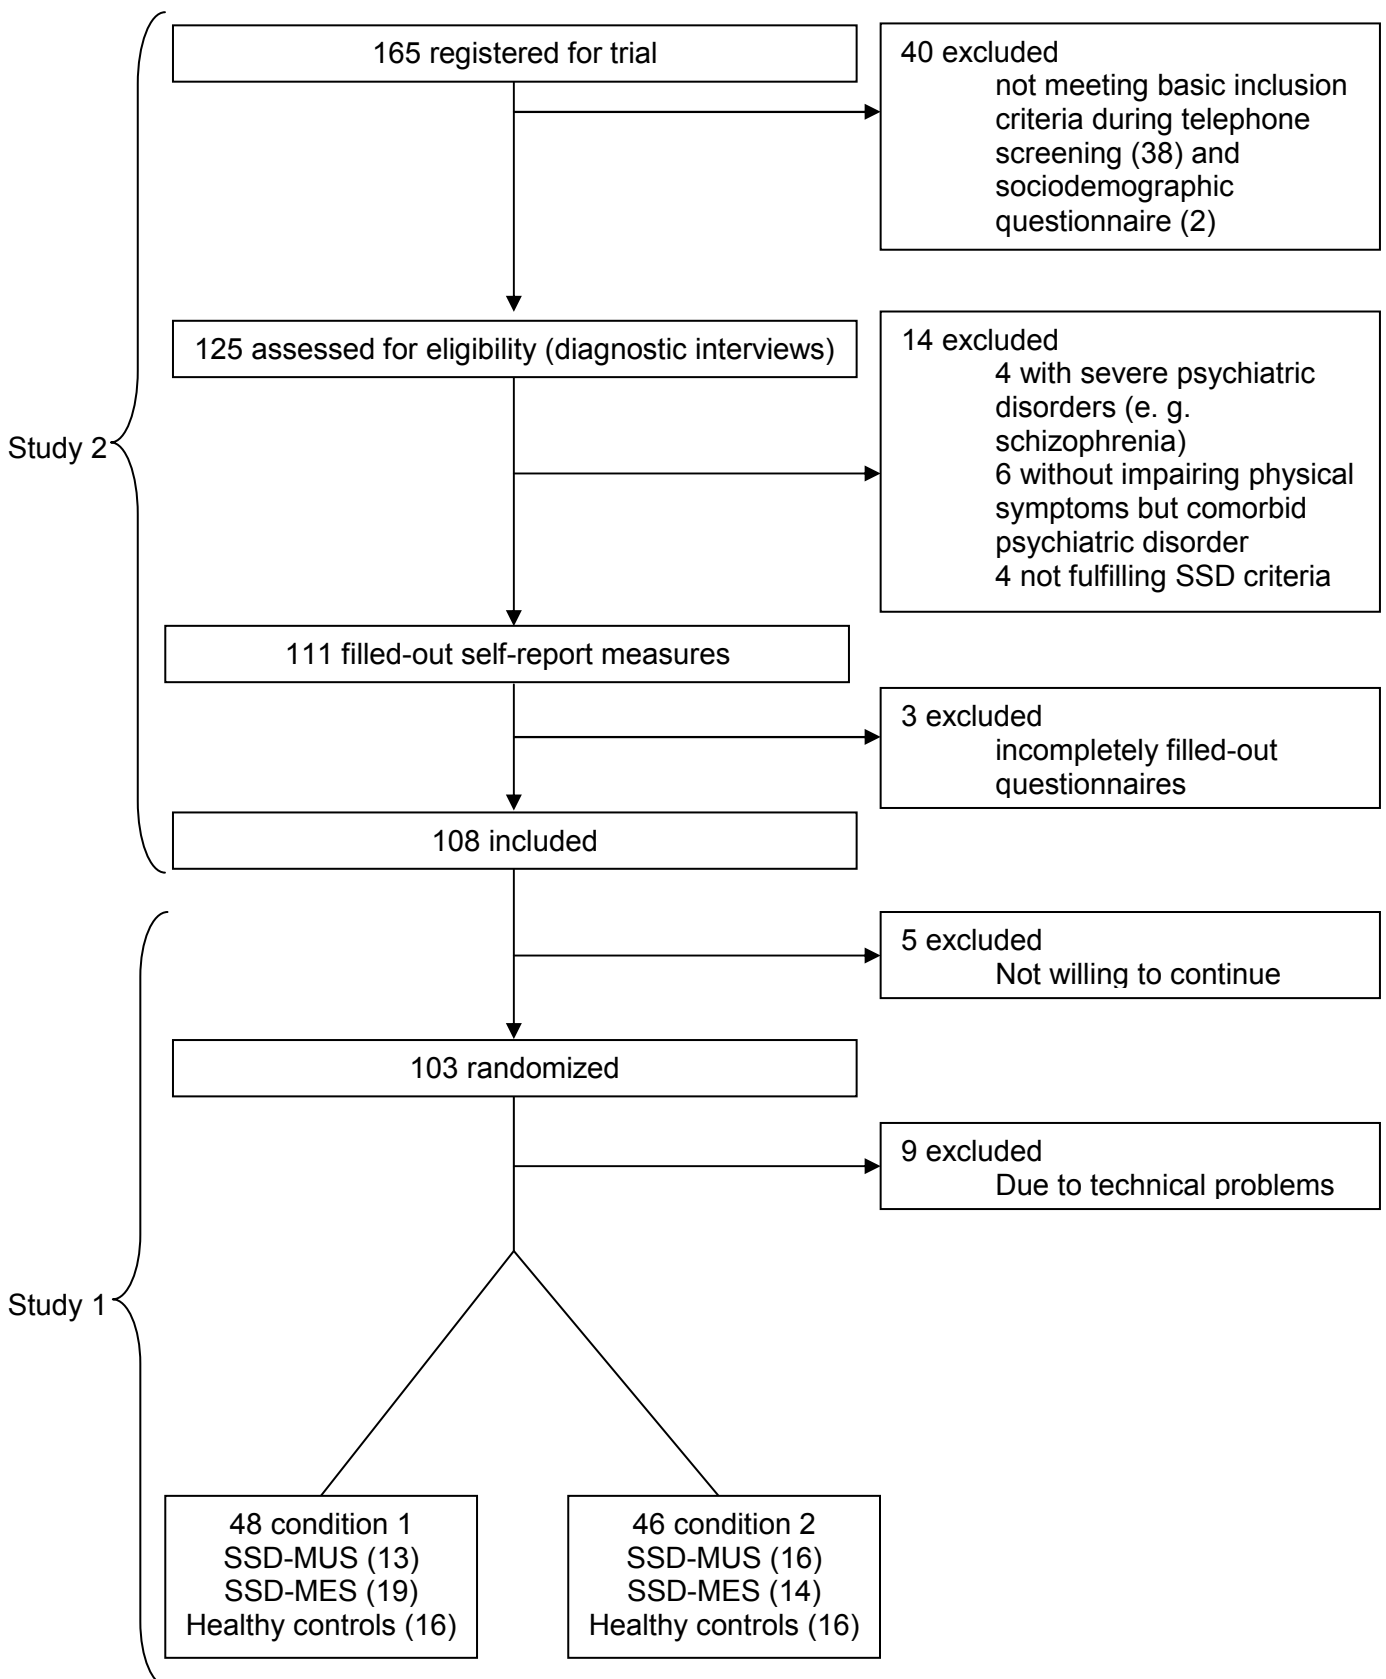 165 registered for trial
40 excluded
not meeting basic inclusion
criteria during telephone
screening (38) and
sociodemographic
questionnaire (2)
125 assessed for eligibility (diagnostic interviews)
14 excluded
4 with severe psychiatric
disorders (e. g.
schizophrenia)
6 without impairing physical
symptoms but comorbid
psychiatric disorder
4 not fulfilling SSD criteria
Study 2
111 filled-out self-report measures
3 excluded
incompletely filled-out
questionnaires
108 included
5 excluded
Not willing to continue
103 randomized
9 excluded
Due to technical problems
Study 1
48 condition 1
SSD-MUS (13)
SSD-MES (19)
Healthy controls (16)
46 condition 2
SSD-MUS (16)
SSD-MES (14)
Healthy controls (16)